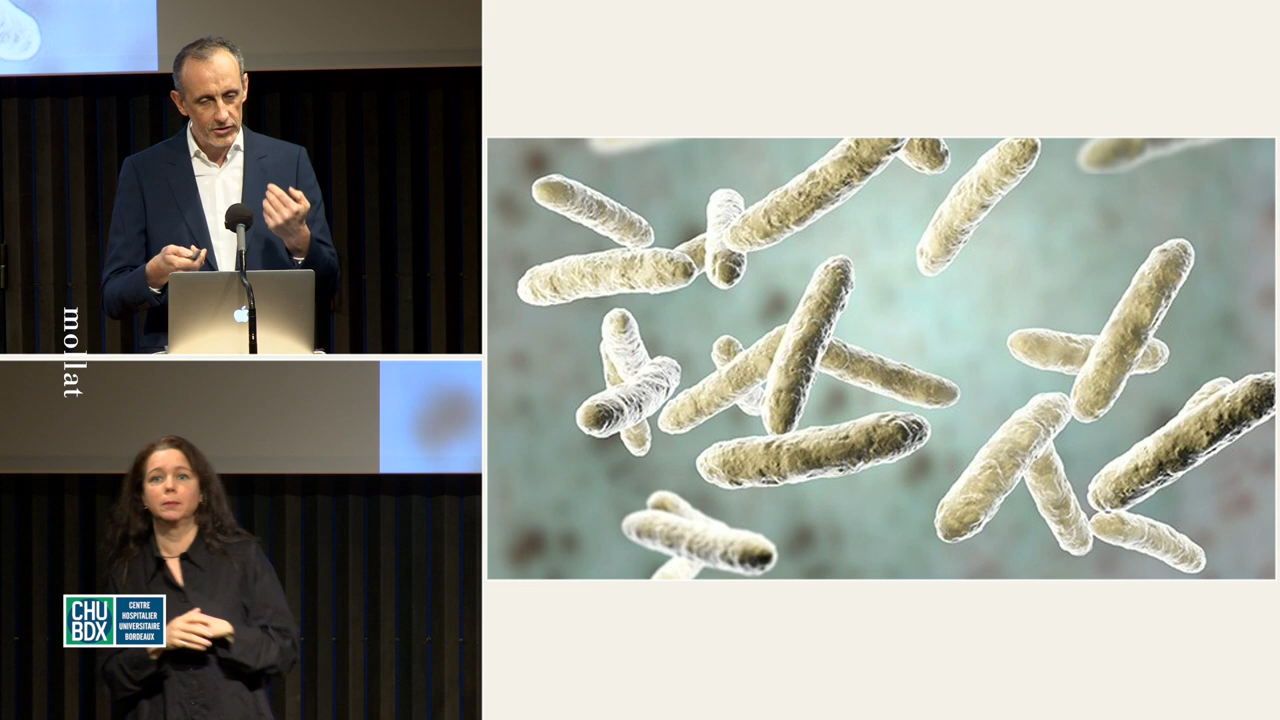 mollat
CHU
BDX
CENTRE
HOSPITALIER
UNIVERSITAIRE
BORDEAUX